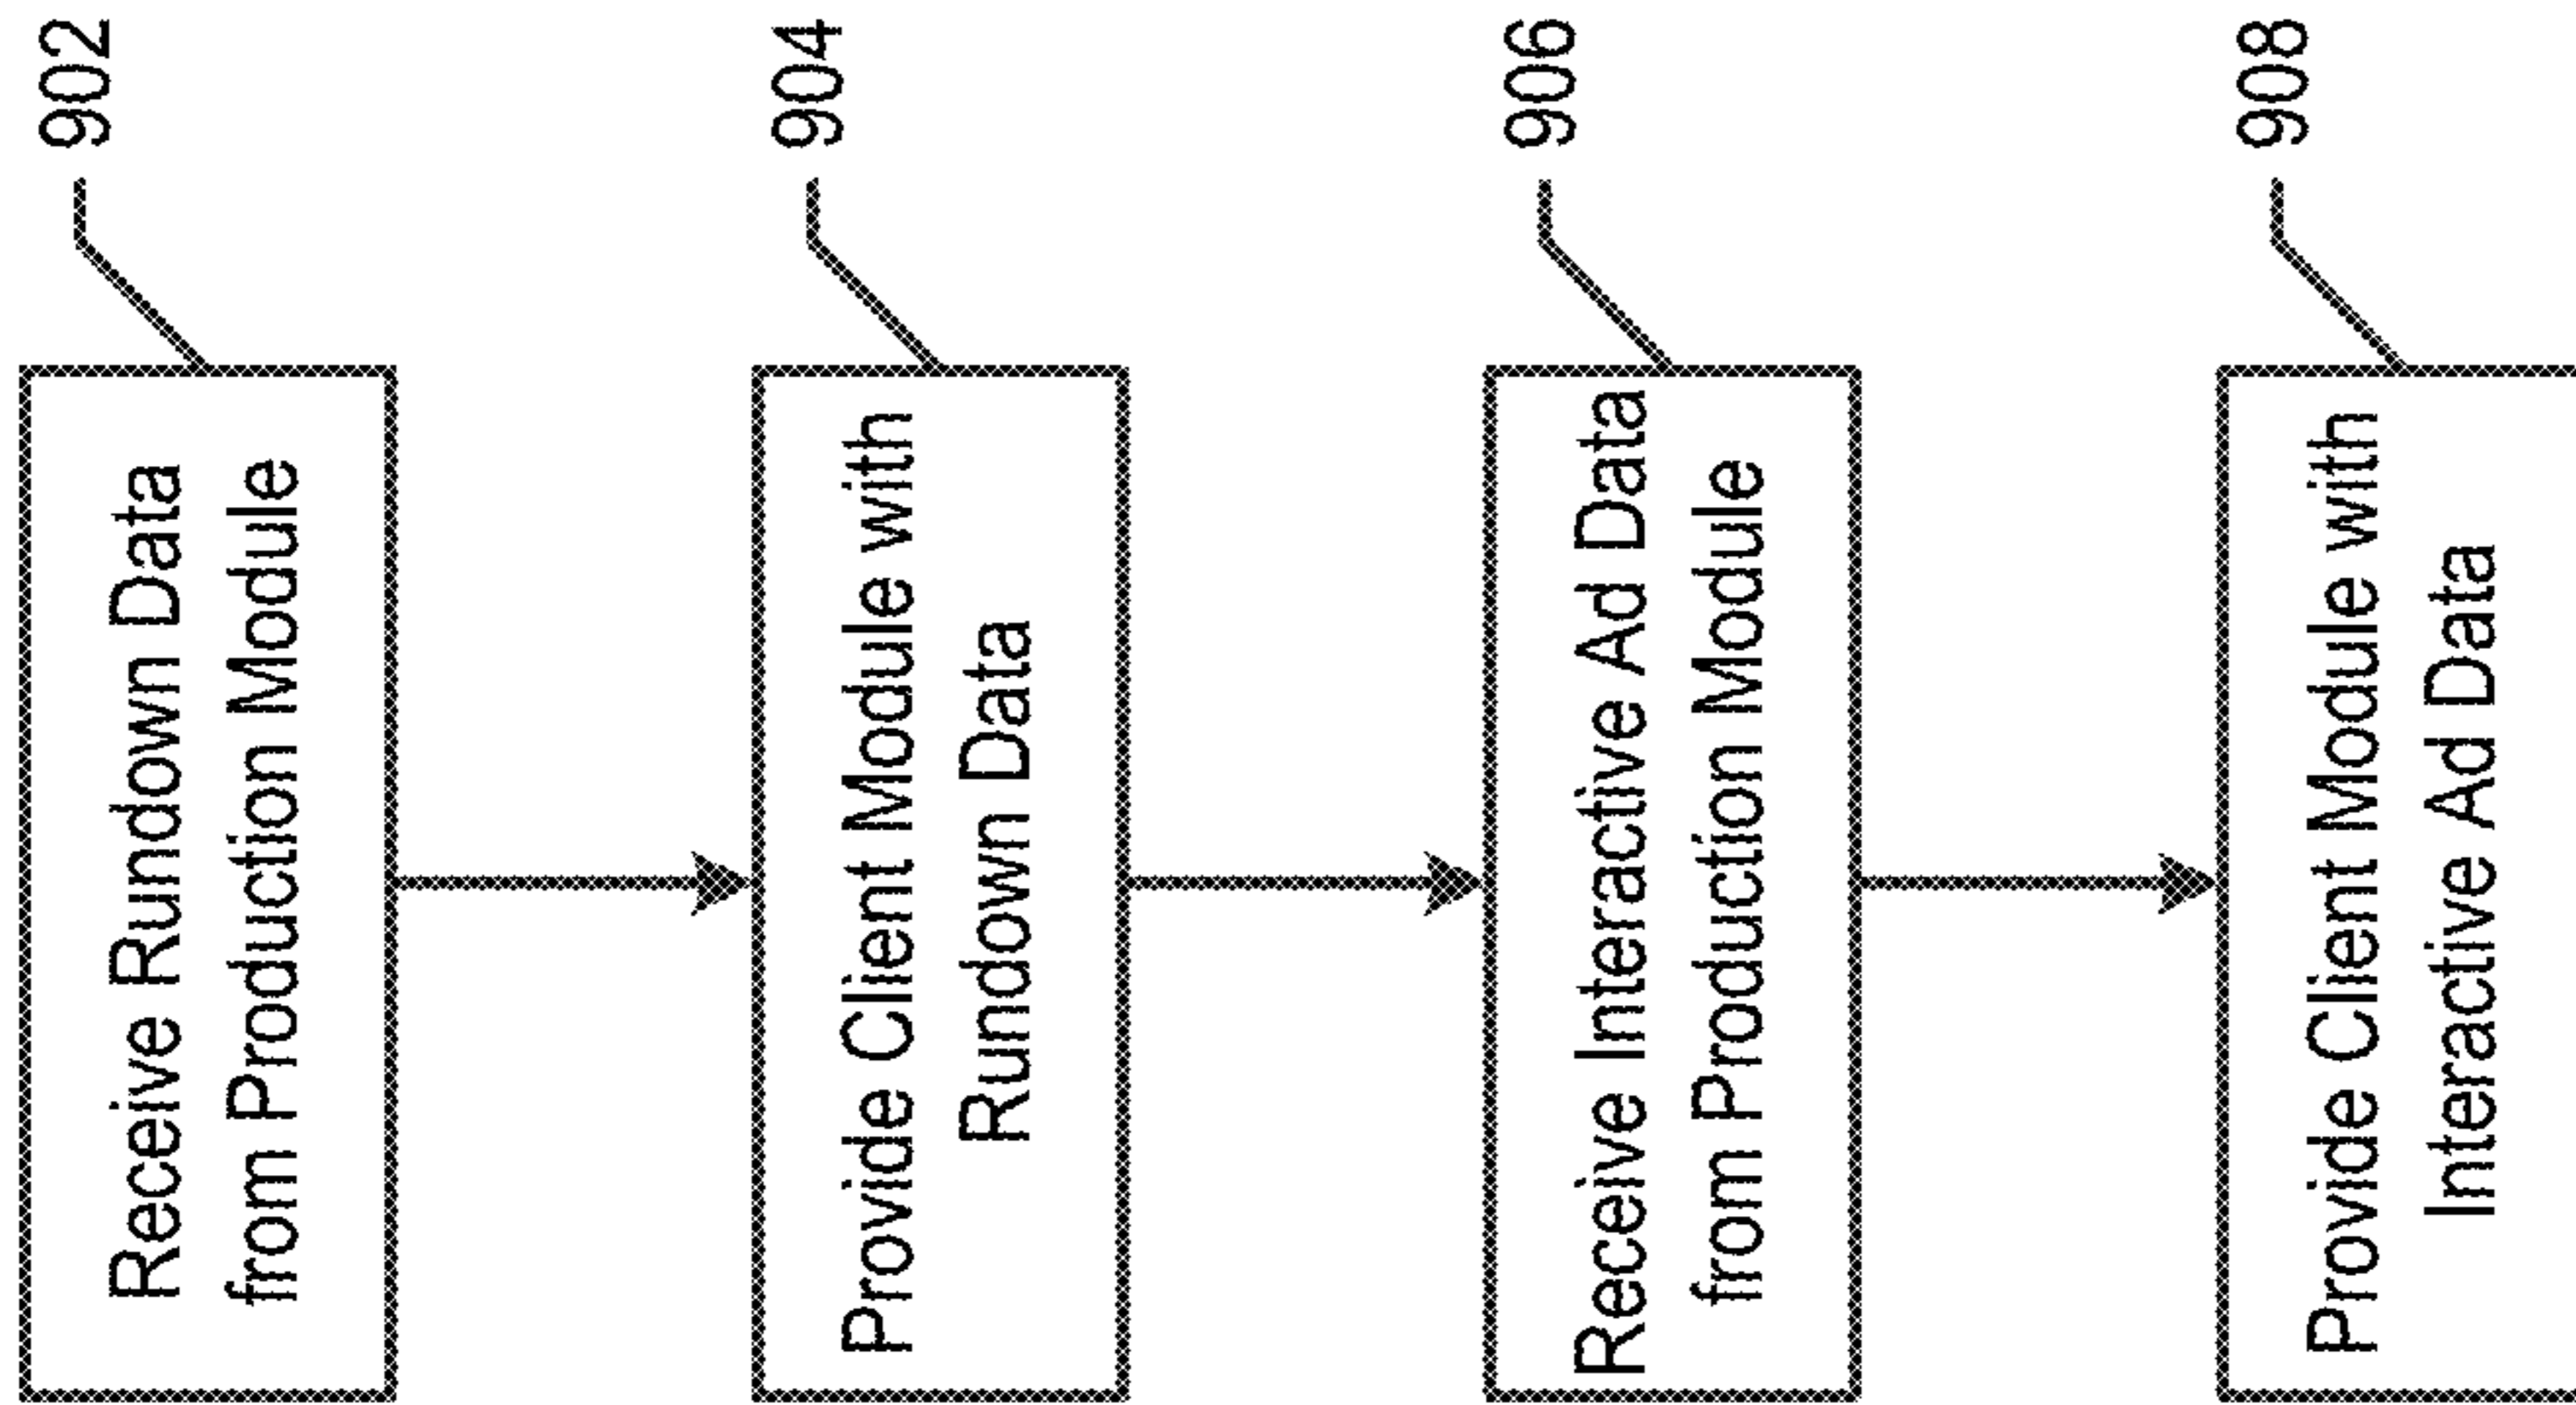 Receive Rundown Data
from Production Module
902
Provide Client Module with
Rundown Data
904
Receive Interactive Ad Data
from Production Module
906
Provide Client Module with
Interactive Ad Data
908